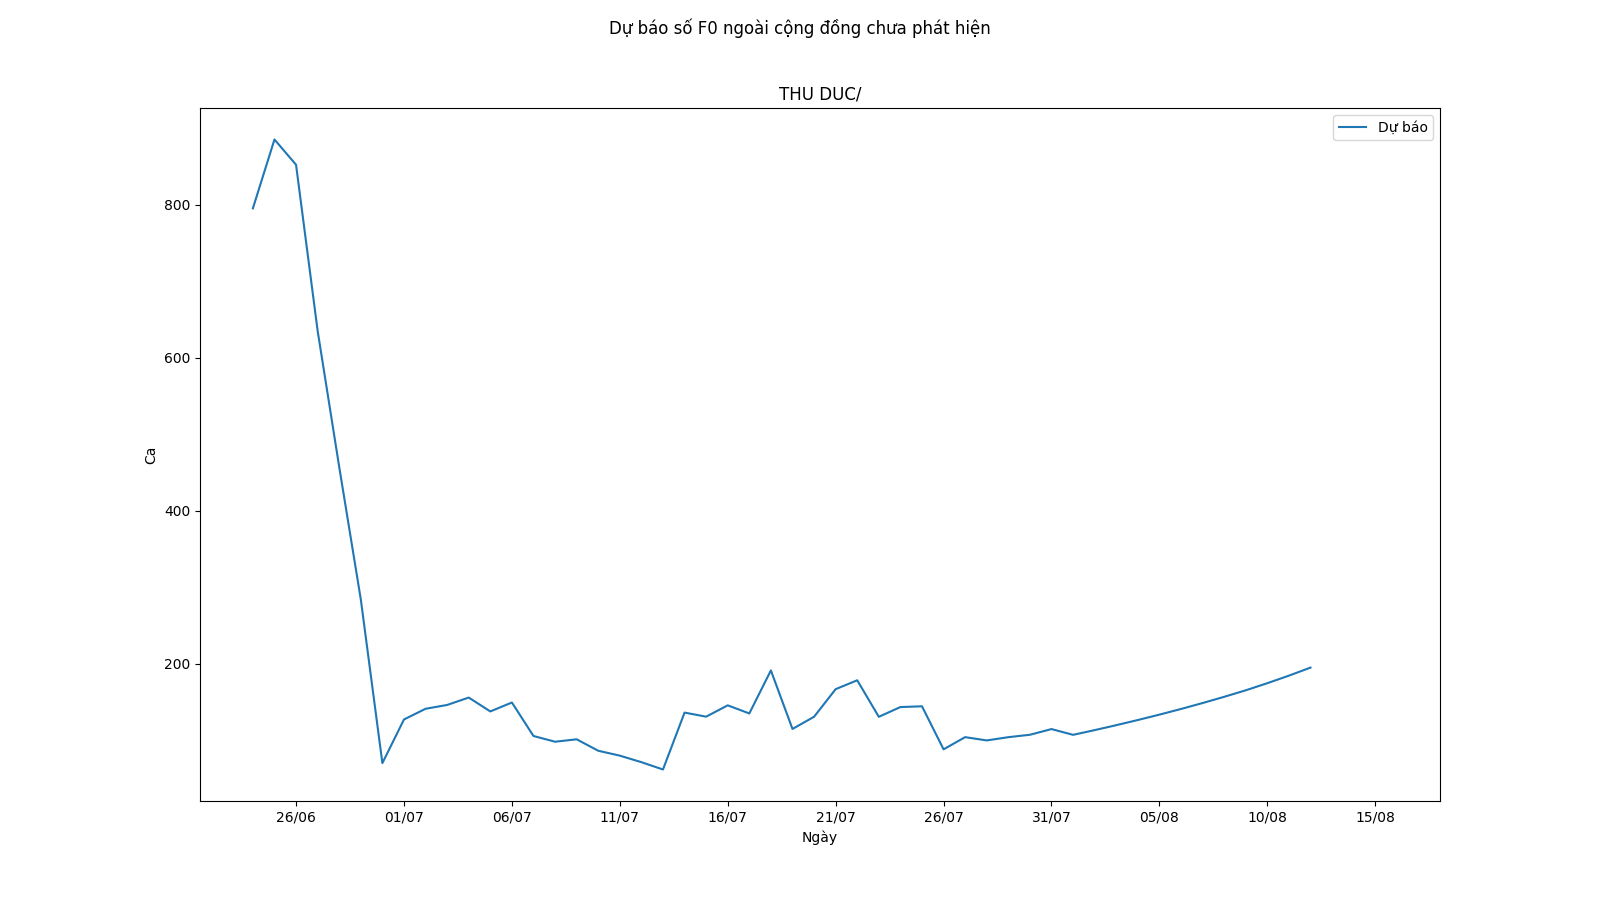 Dự báo số F0 ngoài cộng đồng chưa phát hiện
THU DUC/
Dự báo
800
600
400
200
Ca
26/06 01/07 06/07 11/07 16/07 21/07 26/07 31/07 05/08 10/08 15/08
Ngày